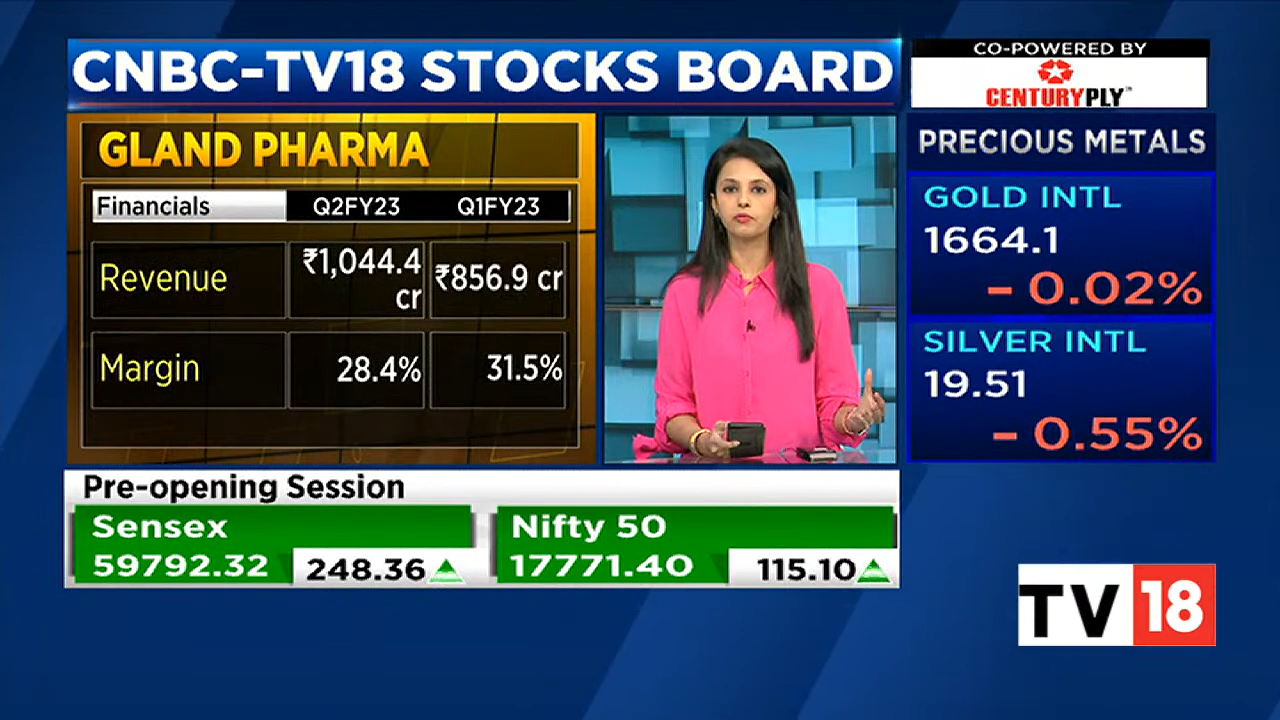 CNBC-TV18 STOCKS BOARD
CO-POWERED BY
CENTURYPLY
GLAND PHARMA
Financials Q2FY23 Q1FY23
Revenue ₹1,044.4 cr ₹856.9 cr
Margin 28.4% 31.5%
PRECIOUS METALS
GOLD INTL
1664.1
- 0.02%
SILVER INTL
19.51
- 0.55%
Pre-opening Session
Sensex
59792.32 248.36
Nifty 50
17771.40 115.10
TV18